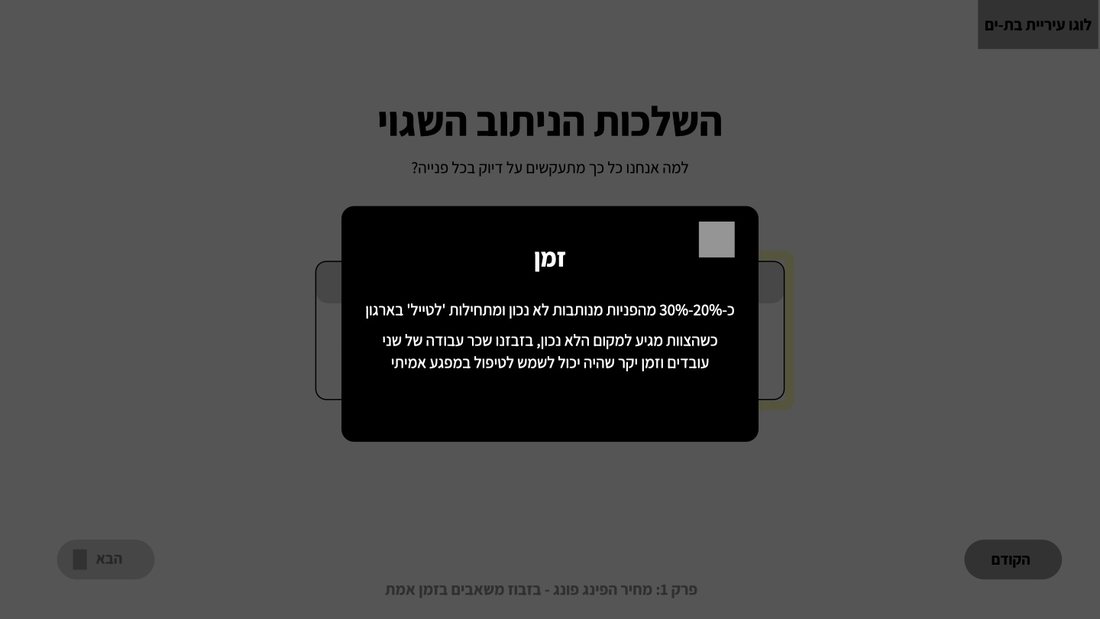 לוגו עיריית בת-ים
השלכות הניתוב השגוי
למה אנחנו כל כך מתעקשים על דיוק בכל פנייה?
זמן
כ-20%-30% מהפניות מנותבות לא נכון ומתחילות 'לטייל' בארגון
כשהצוות מגיע למקום הלא נכון, בזבזנו שכר עבודה של שני
עובדים וזמן יקר שהיה יכול לשמש לטיפול במפגע אמיתי
הקודם
הבא
פרק 1: מחיר הפינג פונג - בזבוז משאבים בזמן אמת